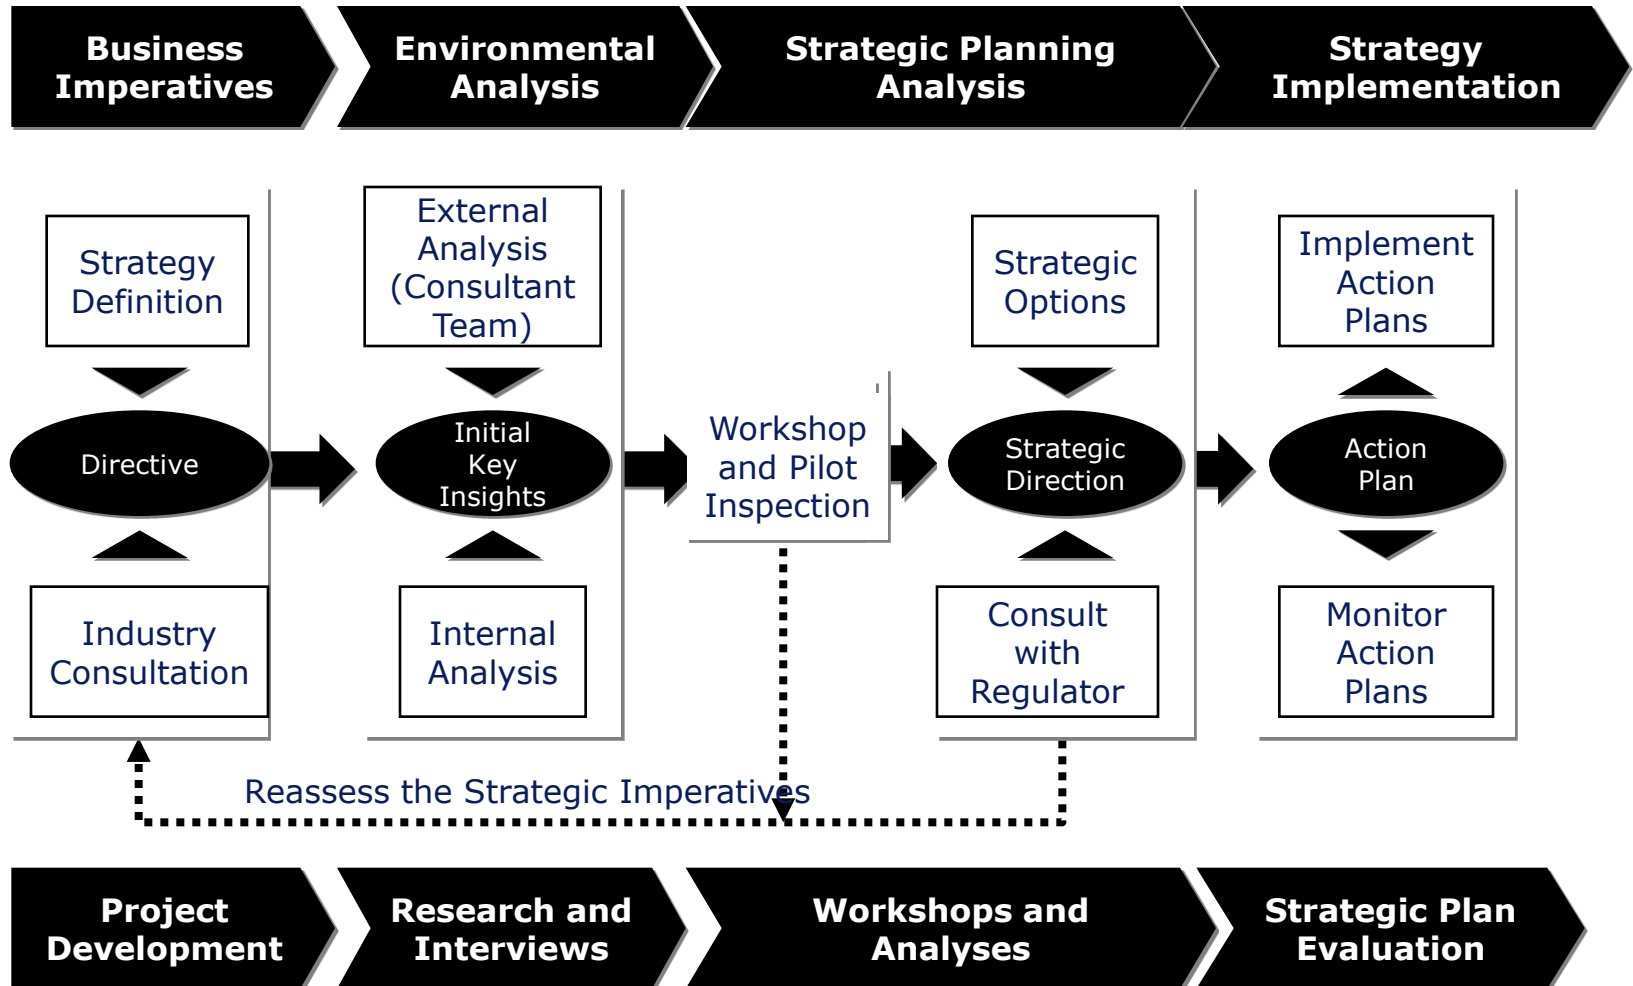 Business
Imperatives
Environmental
Analysis
Strategic Planning
Analysis
Strategy
Implementation
Strategy
Definition
External
Analysis
(Consultant
Team)
Strategic
Options
Implement
Action
Plans
Directive
Initial
Key
Insights
Workshop
and Pilot
Inspection
Strategic
Direction
Action
Plan
Industry
Consultation
Internal
Analysis
Consult
with
Regulator
Monitor
Action
Plans
Reassess the Strategic Imperatives
Project
Development
Research and
Interviews
Workshops and
Analyses
Strategic Plan
Evaluation